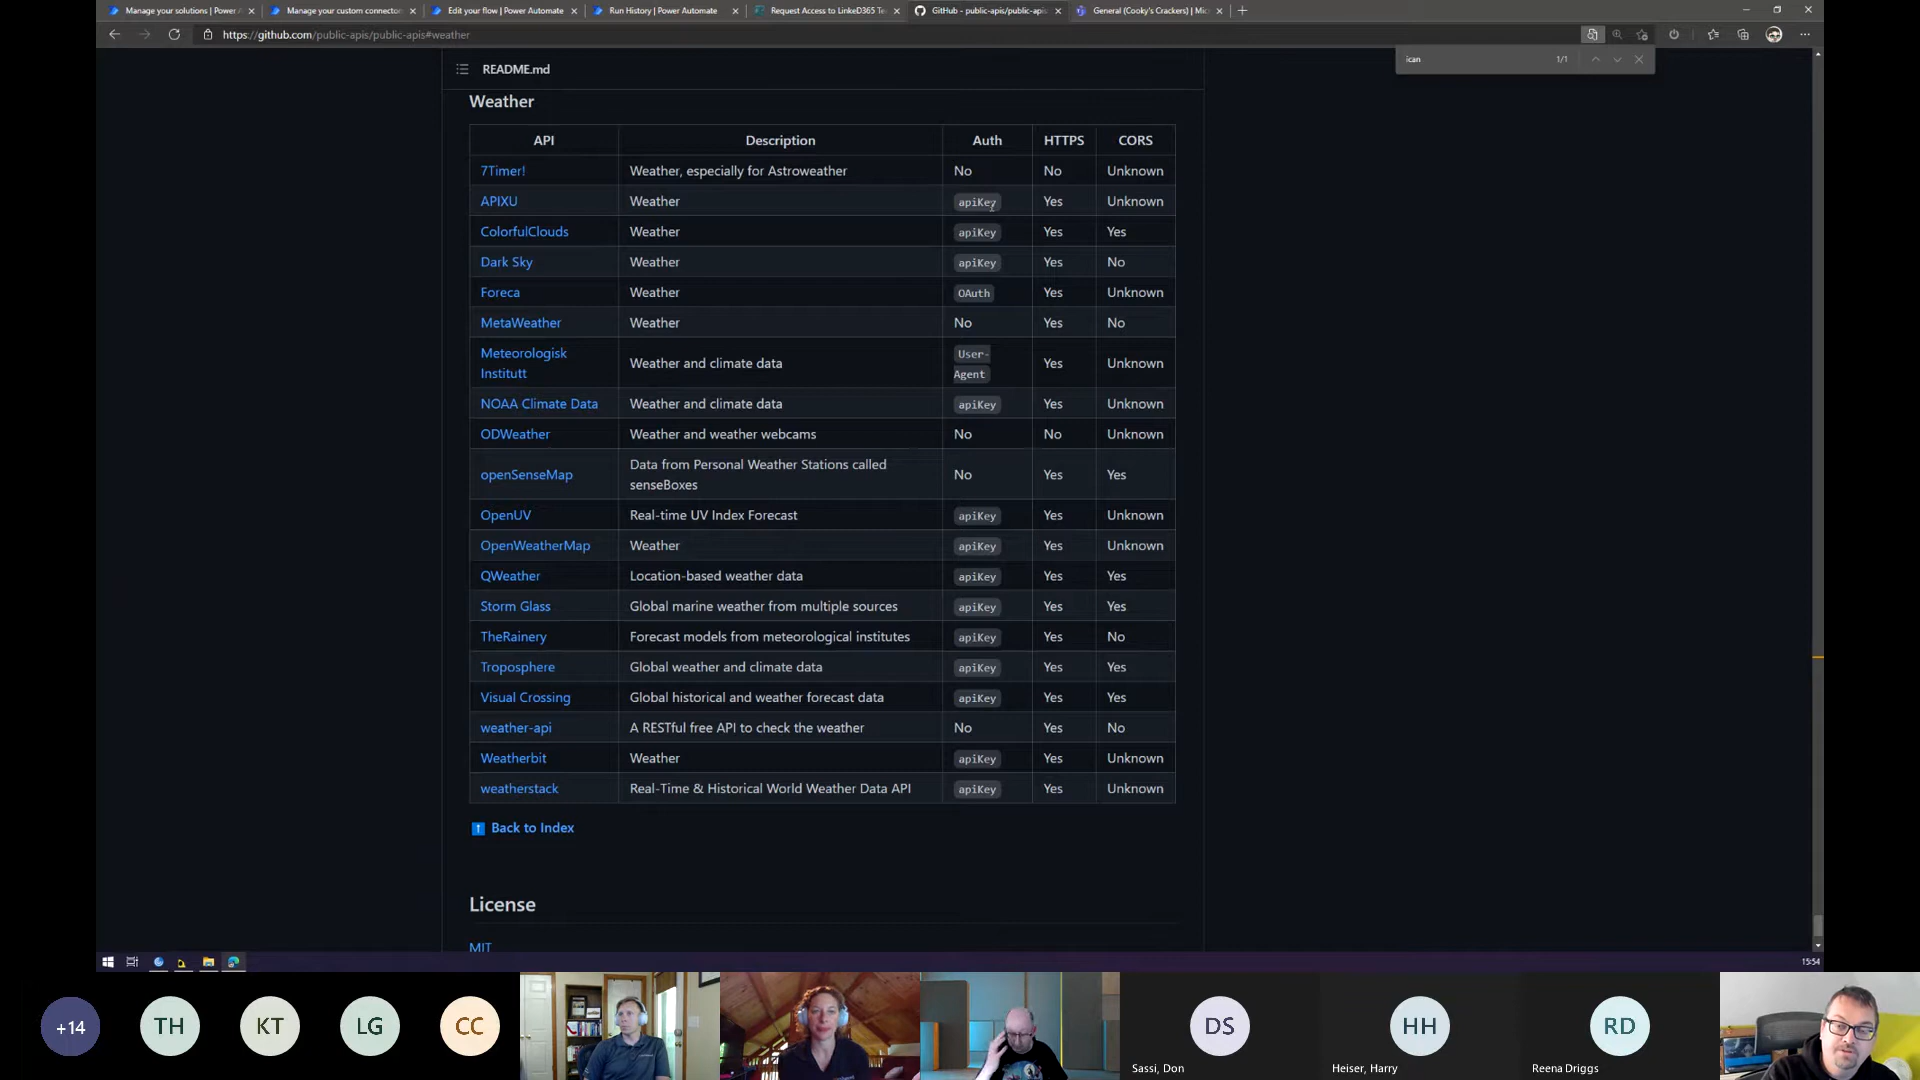 Manage your solutions | Power A
Manage your custom connector
Edit your flow | Power Automate
Run History | Power Automate
Request Access to LinkeD365 Te
GitHub - public-apis/public-apis
General (Cooky's Crackers) | Mic
https://github.com/public-apis/public-apis#weather
ican 1/1
README.md
Weather
API Description Auth HTTPS CORS
7Timer! Weather, especially for Astroweather No No Unknown
APIXU Weather apiKey Yes Unknown
ColorfulClouds Weather apiKey Yes Yes
Dark Sky Weather apiKey Yes No
Foreca Weather OAuth Yes Unknown
MetaWeather Weather No Yes No
Meteorologisk
Institutt
Weather and climate data
User-
Agent
Yes Unknown
NOAA Climate Data Weather and climate data apiKey Yes Unknown
ODWeather Weather and weather webcams No No Unknown
openSenseMap
Data from Personal Weather Stations called
senseBoxes
No Yes Yes
OpenUV Real-time UV Index Forecast apiKey Yes Unknown
OpenWeatherMap Weather apiKey Yes Unknown
QWeather Location-based weather data apiKey Yes Yes
Storm Glass Global marine weather from multiple sources apiKey Yes Yes
TheRainery Forecast models from meteorological institutes apiKey Yes No
Troposphere Global weather and climate data apiKey Yes Yes
Visual Crossing Global historical and weather forecast data apiKey Yes Yes
weather-api A RESTful free API to check the weather No Yes No
Weatherbit Weather apiKey Yes Unknown
weatherstack Real-Time & Historical World Weather Data API apiKey Yes Unknown
Back to Index
License
MIT
15:54
+14 TH KT LG CC DS HH RD
Sassi, Don Heiser, Harry Reena Driggs